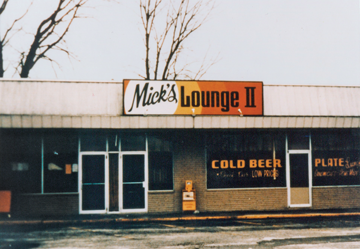 Mick's Lounge II
COLD BEER PLATE
LOW PRICES